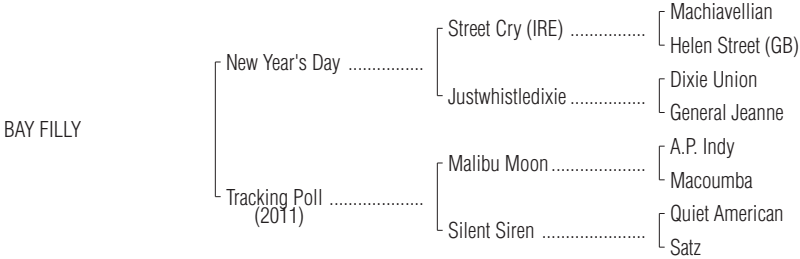 Machiavellian
Street Cry (IRE) ................
Helen Street (GB)
New Year's Day ................
Dixie Union
Justwhistledixie ................
General Jeanne
BAY FILLY
A.P. Indy
Malibu Moon ....................
Macoumba
Tracking Poll ....................
(2011)
Quiet American
Silent Siren ......................
Satz